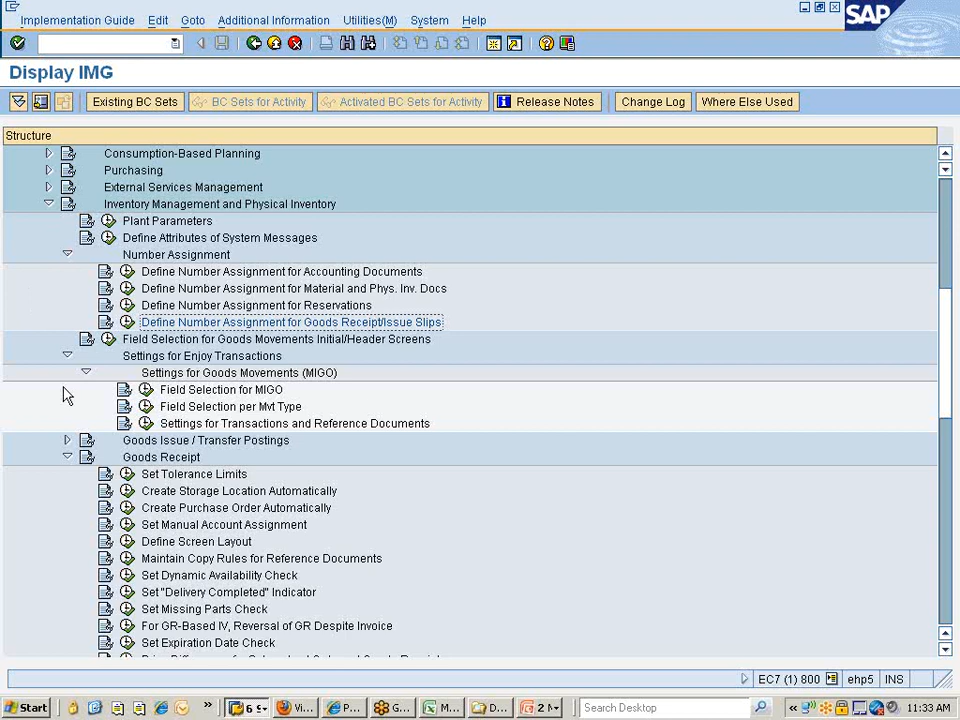 Implementation Guide Edit Goto Additional Information Utilities(M) System Help
SAP
Display IMG
Existing BC Sets BC Sets for Activity Activated BC Sets for Activity Release Notes Change Log Where Else Used
Structure
Consumption-Based Planning
Purchasing
External Services Management
Inventory Management and Physical Inventory
Plant Parameters
Define Attributes of System Messages
Number Assignment
Define Number Assignment for Accounting Documents
Define Number Assignment for Material and Phys. Inv. Docs
Define Number Assignment for Reservations
Define Number Assignment for Goods Receipt/Issue Slips
Field Selection for Goods Movements Initial/Header Screens
Settings for Enjoy Transactions
Settings for Goods Movements (MIGO)
Field Selection for MIGO
Field Selection per Mvt Type
Settings for Transactions and Reference Documents
Goods Issue / Transfer Postings
Goods Receipt
Set Tolerance Limits
Create Storage Location Automatically
Create Purchase Order Automatically
Set Manual Account Assignment
Define Screen Layout
Maintain Copy Rules for Reference Documents
Set Dynamic Availability Check
Set "Delivery Completed" Indicator
Set Missing Parts Check
For GR-Based IV, Reversal of GR Despite Invoice
Set Expiration Date Check
EC7 (1) 800 ehp5 INS
Start » 6 S Vi... P... G... M... D... 2 M Search Desktop « 11:33 AM